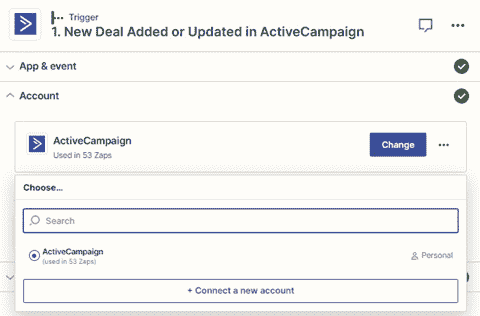 Trigger
1. New Deal Added or Updated in ActiveCampaign
App & event
Account
ActiveCampaign
Used in 53 Zaps
Change
Choose...
Search
ActiveCampaign
(used in 53 Zaps)
Personal
+ Connect a new account